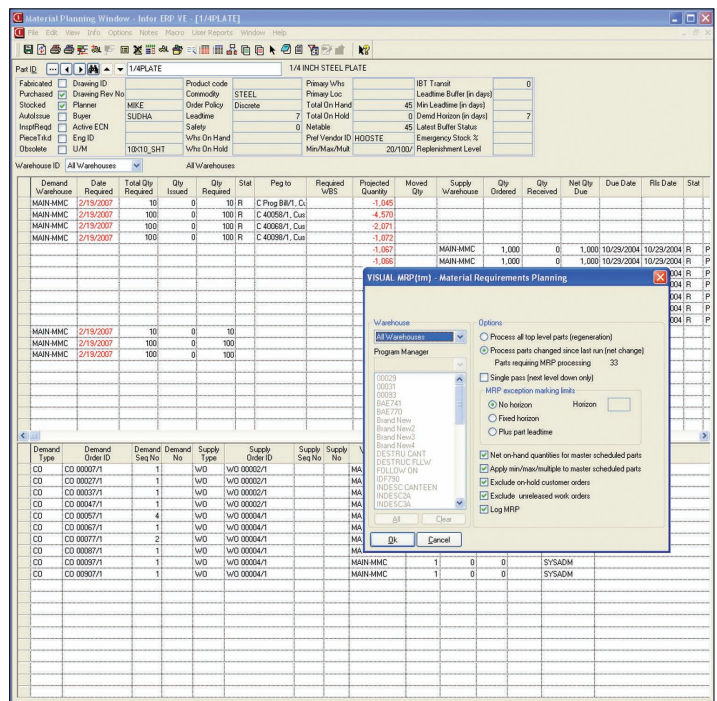 Material Planning Window - Infor ERP VE - [1/4PLATE]
File Edit View Info Options Notes Macro User Reports Window Help
Part ID 1/4PLATE 1/4 INCH STEEL PLATE
Fabricated Drawing ID Product code Primary Whs IBT Transit 0
Purchased Drawing Rev No Commodity STEEL Primary Loc Leadtime Buffer (in days)
Stocked Planner MIKE Order Policy Discrete Total On Hand 45 Min Leadtime (in days)
AutoIssue Buyer SUDHA Leadtime 7 Total On Hold 0 Demd Horizon (in days) 7
InsptReqd Active ECN Safety 0 Netable 45 Latest Buffer Status
PieceTrkd Eng ID Whs On Hand Pref Vendor ID HOOSTE Emergency Stock %
Obsolete U/M 10X10_SHT Whs On Hold Min/Max/Mult 20/100/ Replenishment Level
Warehouse ID All Warehouses All Warehouses
Demand Warehouse Date Required Total Qty Required Qty Issued Qty Required Stat Peg to Required WBS Projected Quantity Moved Qty Supply Warehouse Qty Ordered Qty Received Net Qty Due Due Date Rls Date Stat
MAIN-MMC 2/19/2007 10 0 10 R C Prog Bill/1, Cu -1,045
MAIN-MMC 2/19/2007 100 0 100 R C 40058/1, Cus -4,570
MAIN-MMC 2/19/2007 100 0 100 R C 40068/1, Cus -2,071
MAIN-MMC 2/19/2007 100 0 100 R C 40098/1, Cus -1,072
-1,067 MAIN-MMC 1,000 0 1,000 10/29/2004 10/29/2004 R P
-1,066 MAIN-MMC 1,000 0 1,000 10/29/2004 10/29/2004 R P
004 R P
004 R P
004 R P
004 R P
004 R P
MAIN-MMC 2/19/2007 10 0 10
MAIN-MMC 2/19/2007 100 0 100
MAIN-MMC 2/19/2007 100 0 100
VISUAL MRP(tm) - Material Requirements Planning
Warehouse
All Warehouses
Program Manager
00029
00031
00093
BAE741
BAE770
Brand New
Brand New2
Brand New3
Brand New4
DESTRU CANT
DESTRUC FLLW
FOLLOW ON
IDF790
INDESC CANTEEN
INDESC2A
INDESC3A
All Clear
Ok Cancel
Options
Process all top level parts (regeneration)
Process parts changed since last run (net change)
Parts requiring MRP processing 33
Single pass (next level down only)
MRP exception marking limits
No horizon Horizon
Fixed horizon
Plus part leadtime
Net on-hand quantities for master scheduled parts
Apply min/max/multiple to master scheduled parts
Exclude on-hold customer orders
Exclude unreleased work orders
Log MRP
Demand Type Demand Order ID Demand Seq No Demand No Supply Type Supply Order ID Supply Seq No Supply No
CO CO 00007/1 1 WO WO 00002/1 MA
CO CO 00027/1 1 WO WO 00002/1 MA
CO CO 00037/1 1 WO WO 00002/1 MA
CO CO 00047/1 1 WO WO 00002/1 MA
CO CO 00057/1 4 WO WO 00004/1 MA
CO CO 00067/1 1 WO WO 00004/1 MA
CO CO 00077/1 2 WO WO 00004/1 MA
CO CO 00087/1 1 WO WO 00004/1 MA
CO CO 00097/1 1 WO WO 00004/1 MAIN-MMC 1 0 0 SYSADM
CO CO 00907/1 1 WO WO 00004/1 MAIN-MMC 1 0 0 SYSADM